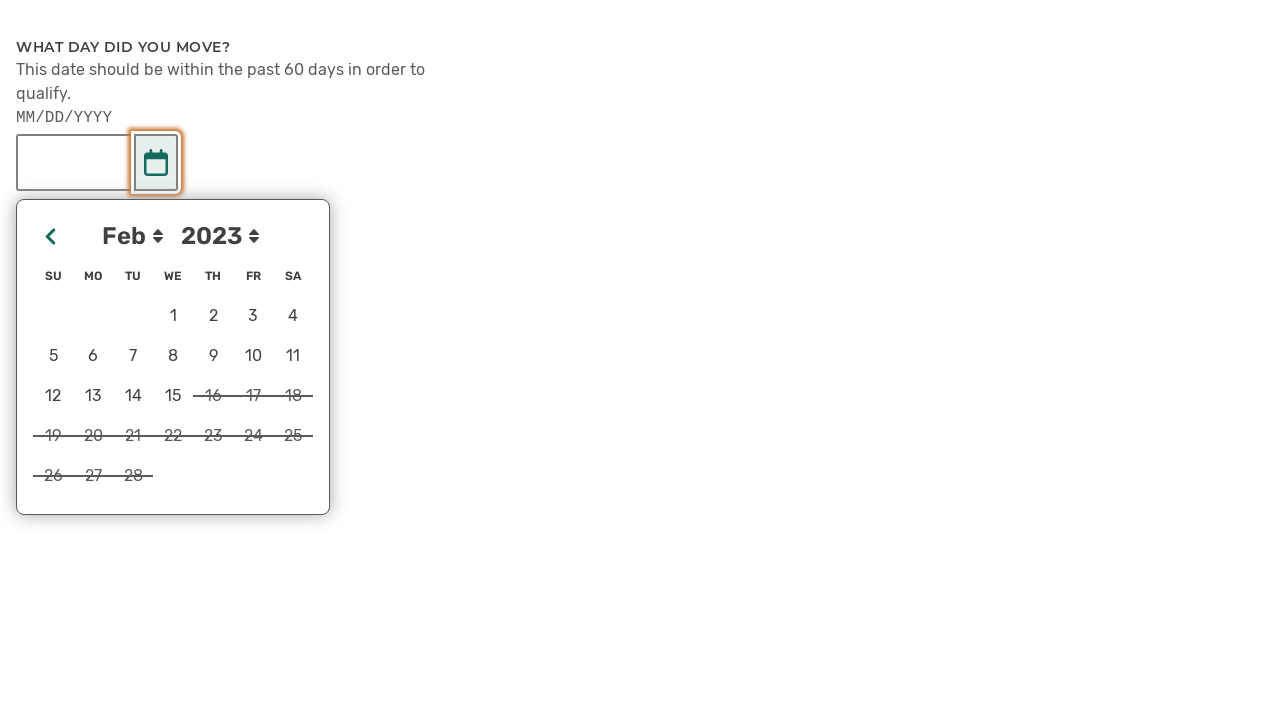 WHAT DAY DID YOU MOVE?
This date should be within the past 60 days in order to
qualify.
MM/DD/YYYY
Feb 2023
SU MO TU WE TH FR SA
1 2 3 4
5 6 7 8 9 10 11
12 13 14 15 16 17 18
19 20 21 22 23 24 25
26 27 28